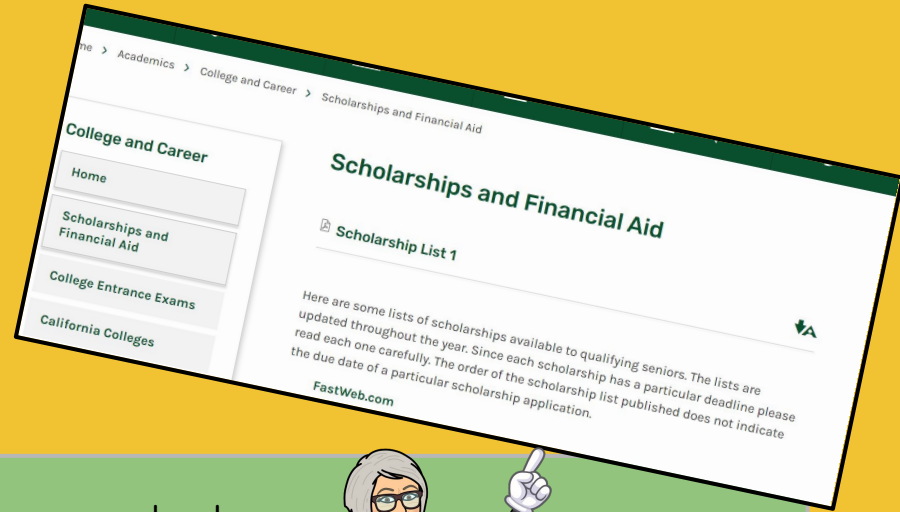 Academics > College and Career > Scholarships and Financial Aid
College and Career
Home
Scholarships and
Financial Aid
College Entrance Exams
California Colleges
Scholarships and Financial Aid
Scholarship List 1
Here are some lists of scholarships available to qualifying seniors. The lists are
updated throughout the year. Since each scholarship has a particular deadline please
read each one carefully. The order of the scholarship list published does not indicate
the due date of a particular scholarship application.
FastWeb.com